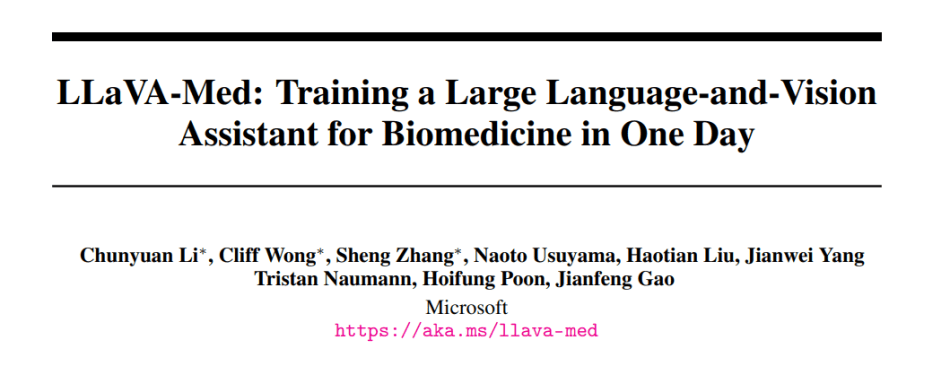 LLaVA-Med: Training a Large Language-and-Vision
Assistant for Biomedicine in One Day
Chunyuan Li*, Cliff Wong*, Sheng Zhang*, Naoto Usuyama, Haotian Liu, Jianwei Yang
Tristan Naumann, Hoifung Poon, Jianfeng Gao
Microsoft
https://aka.ms/llava-med